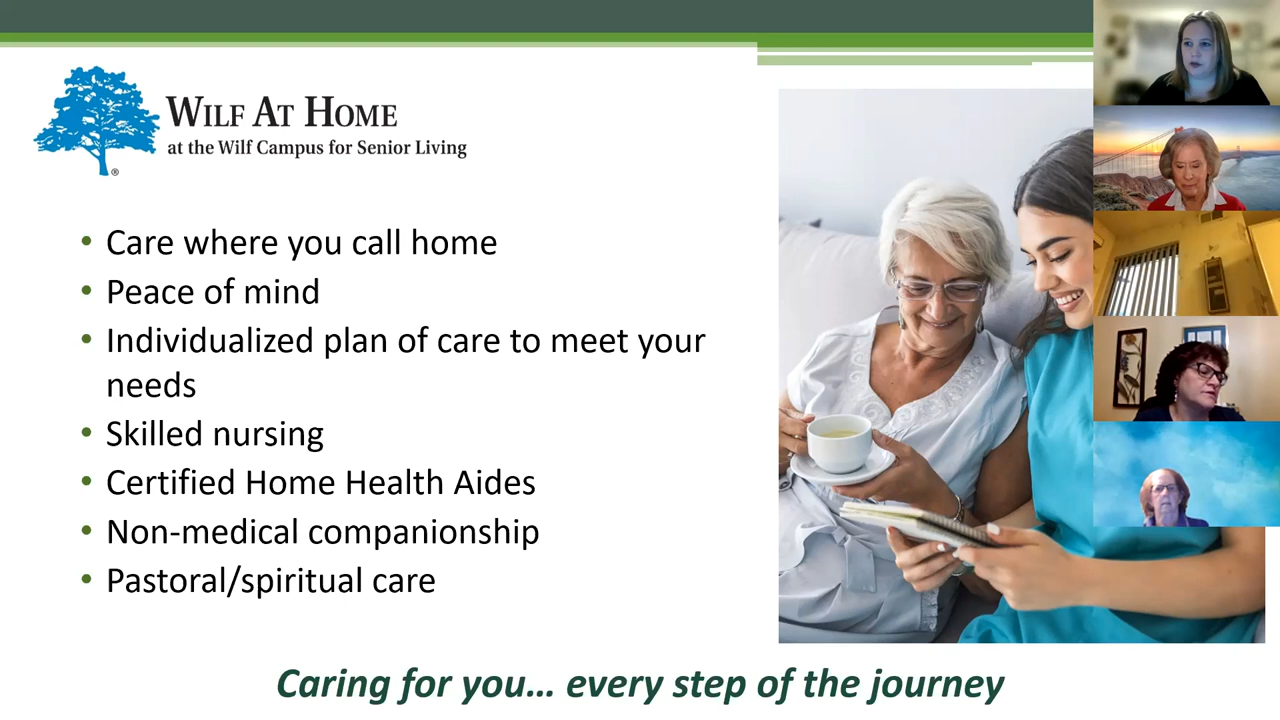 WILF AT HOME
at the Wilf Campus for Senior Living
®
• Care where you call home
• Peace of mind
• Individualized plan of care to meet your
needs
• Skilled nursing
• Certified Home Health Aides
• Non-medical companionship
• Pastoral/spiritual care
Caring for you... every step of the journey